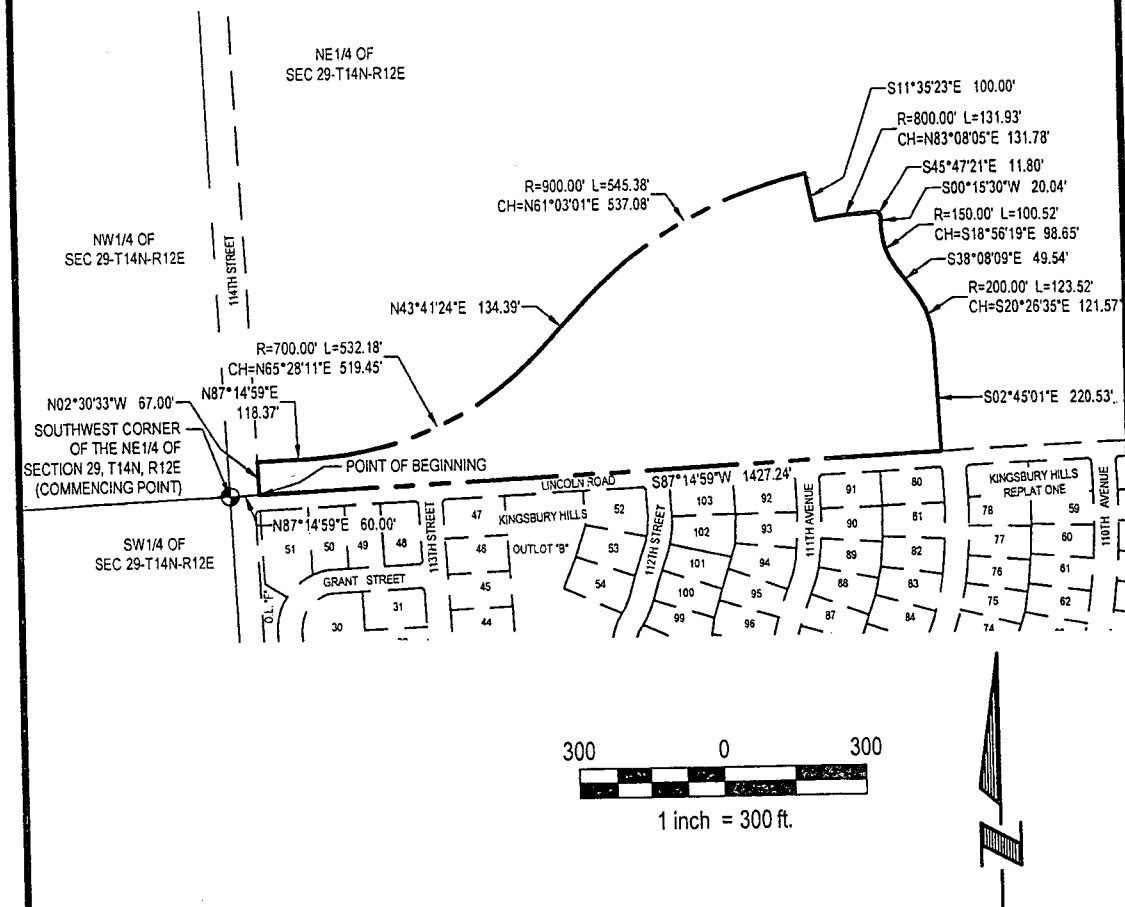 NE1/4 OF
SEC 29-T14N-R12E
S11°35'23"E 100.00'
R=800.00' L=131.93'
CH=N83°08'05"E 131.78'
S45°47'21"E 11.80'
S00°15'30"W 20.04'
R=900.00' L=545.38'
CH=N61°03'01"E 537.08'
R=150.00' L=100.52'
CH=S18°56'19"E 98.65'
NW1/4 OF
SEC 29-T14N-R12E
114TH STREET
S38°08'09"E 49.54'
R=200.00' L=123.52'
CH=S20°26'35"E 121.57'
N43°41'24"E 134.39'
R=700.00' L=532.18'
CH=N65°28'11"E 519.45'
N87°14'59"E
118.37'
N02°30'33"W 67.00'
S02°45'01"E 220.53'
SOUTHWEST CORNER
OF THE NE1/4 OF
SECTION 29, T14N, R12E
(COMMENCING POINT)
POINT OF BEGINNING
LINCOLN ROAD
S87°14'59"W 1427.24'
N87°14'59"E 60.00'
SW1/4 OF
SEC 29-T14N-R12E
O.L. "F"
51
50
49
48
GRANT STREET
30
31
113TH STREET
47
KINGSBURY HILLS
46
OUTLOT "B"
45
44
52
53
54
112TH STREET
103
102
101
100
99
92
93
94
95
96
111TH AVENUE
91
90
89
88
87
80
81
82
83
84
KINGSBURY HILLS
REPLAT ONE
78
77
76
75
74
59
60
61
62
110TH AVENUE
300 0 300
1 inch = 300 ft.